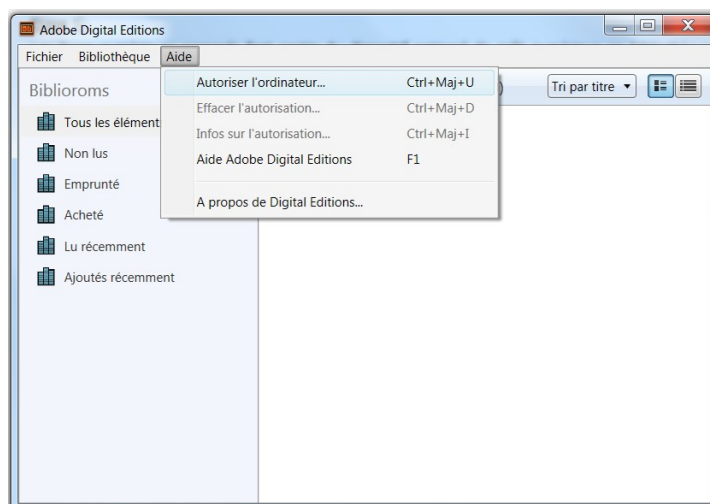 Adobe Digital Editions
Fichier Bibliothèque Aide
Biblioroms
Tous les élément
Non lus
Emprunté
Acheté
Lu récemment
Ajoutés récemment
Autoriser l'ordinateur... Ctrl+Maj+U
Effacer l'autorisation... Ctrl+Maj+D
Infos sur l'autorisation... Ctrl+Maj+I
Aide Adobe Digital Editions F1
A propos de Digital Editions...
) Tri par titre